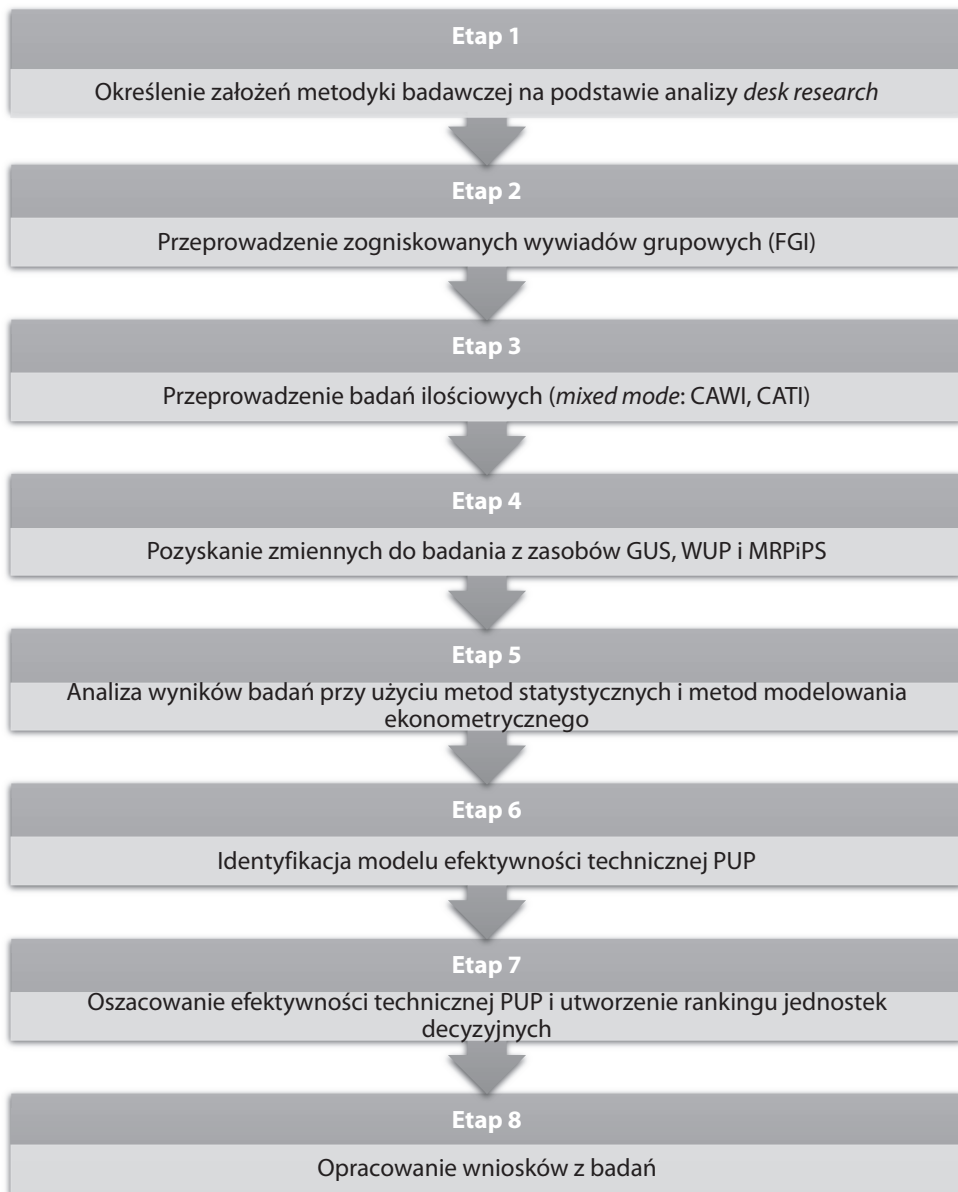 Etap 1
Określenie założeń metodyki badawczej na podstawie analizy desk research
Etap 2
Przeprowadzenie zogniskowanych wywiadów grupowych (FGI)
Etap 3
Przeprowadzenie badań ilościowych (mixed mode: CAWI, CATI)
Etap 4
Pozyskanie zmiennych do badania z zasobów GUS, WUP i MRPiPS
Etap 5
Analiza wyników badań przy użyciu metod statystycznych i metod modelowania
ekonometrycznego
Etap 6
Identyfikacja modelu efektywności technicznej PUP
Etap 7
Oszacowanie efektywności technicznej PUP i utworzenie rankingu jednostek
decyzyjnych
Etap 8
Opracowanie wniosków z badań